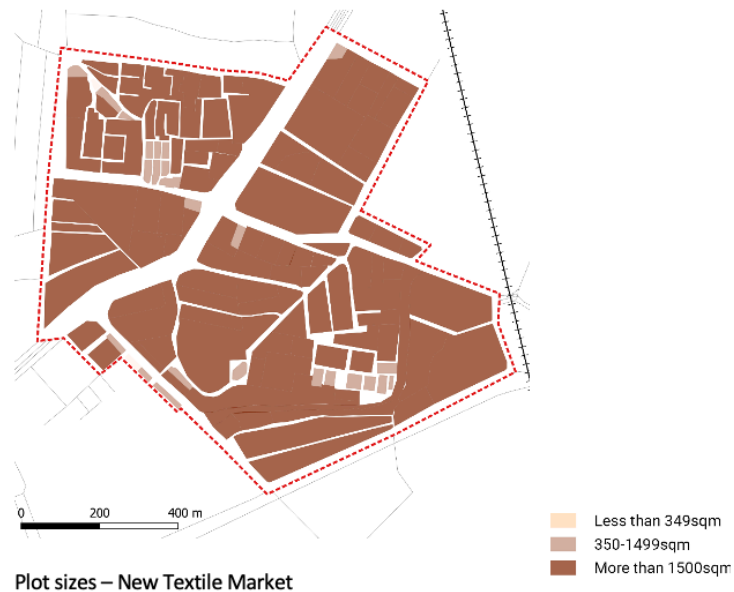 0 200 400 m
Less than 349sqm
350-1499sqm
More than 1500sqm
Plot sizes – New Textile Market